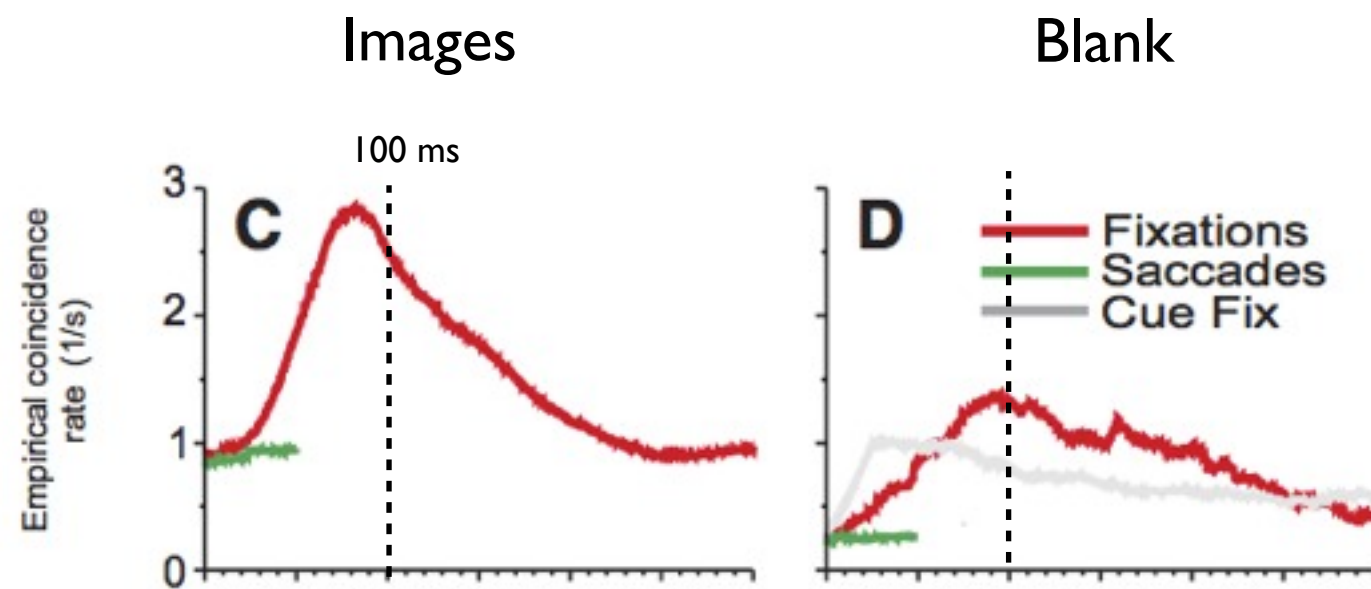 Images
Blank
100 ms
Empirical coincidence
rate (1/s)
3
2
1
0
C
D
Fixations
Saccades
Cue Fix